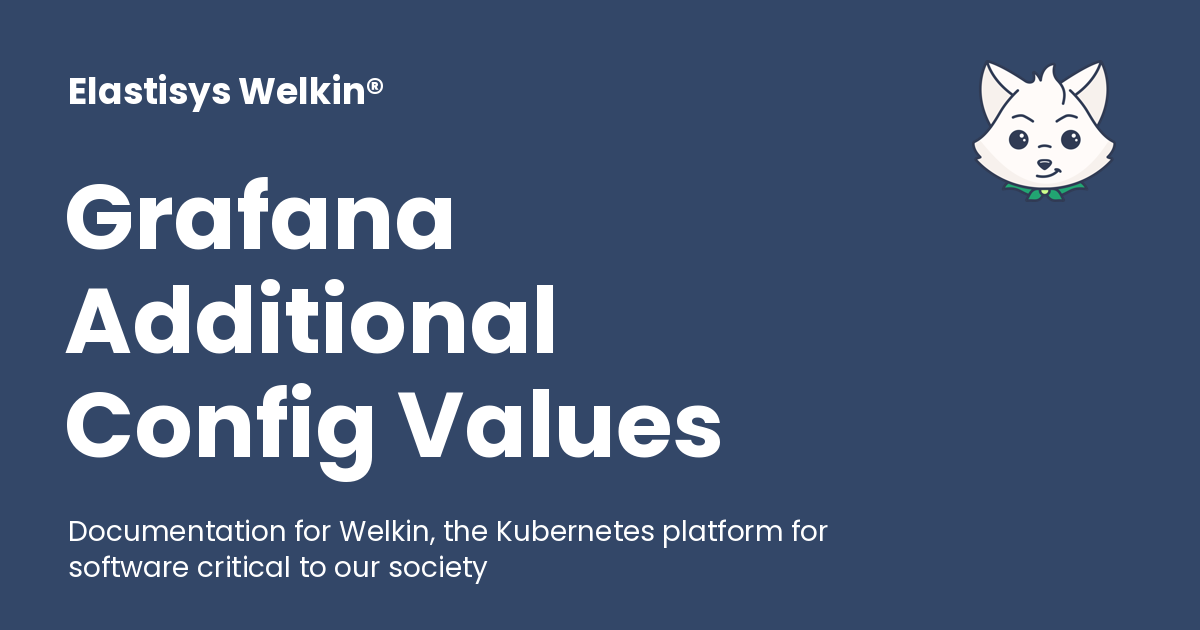 Elastisys Welkin®
Grafana
Additional
Config Values
Documentation for Welkin, the Kubernetes platform for
software critical to our society